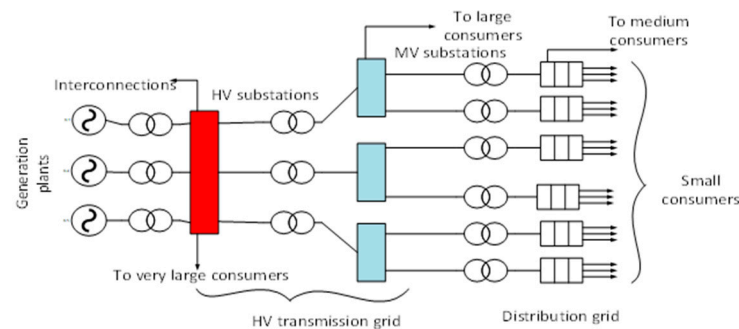 To large
consumers
To medium
consumers
MV substations
Interconnections
HV substations
Generation
plants
Small
consumers
To very large consumers
HV transmission grid
Distribution grid